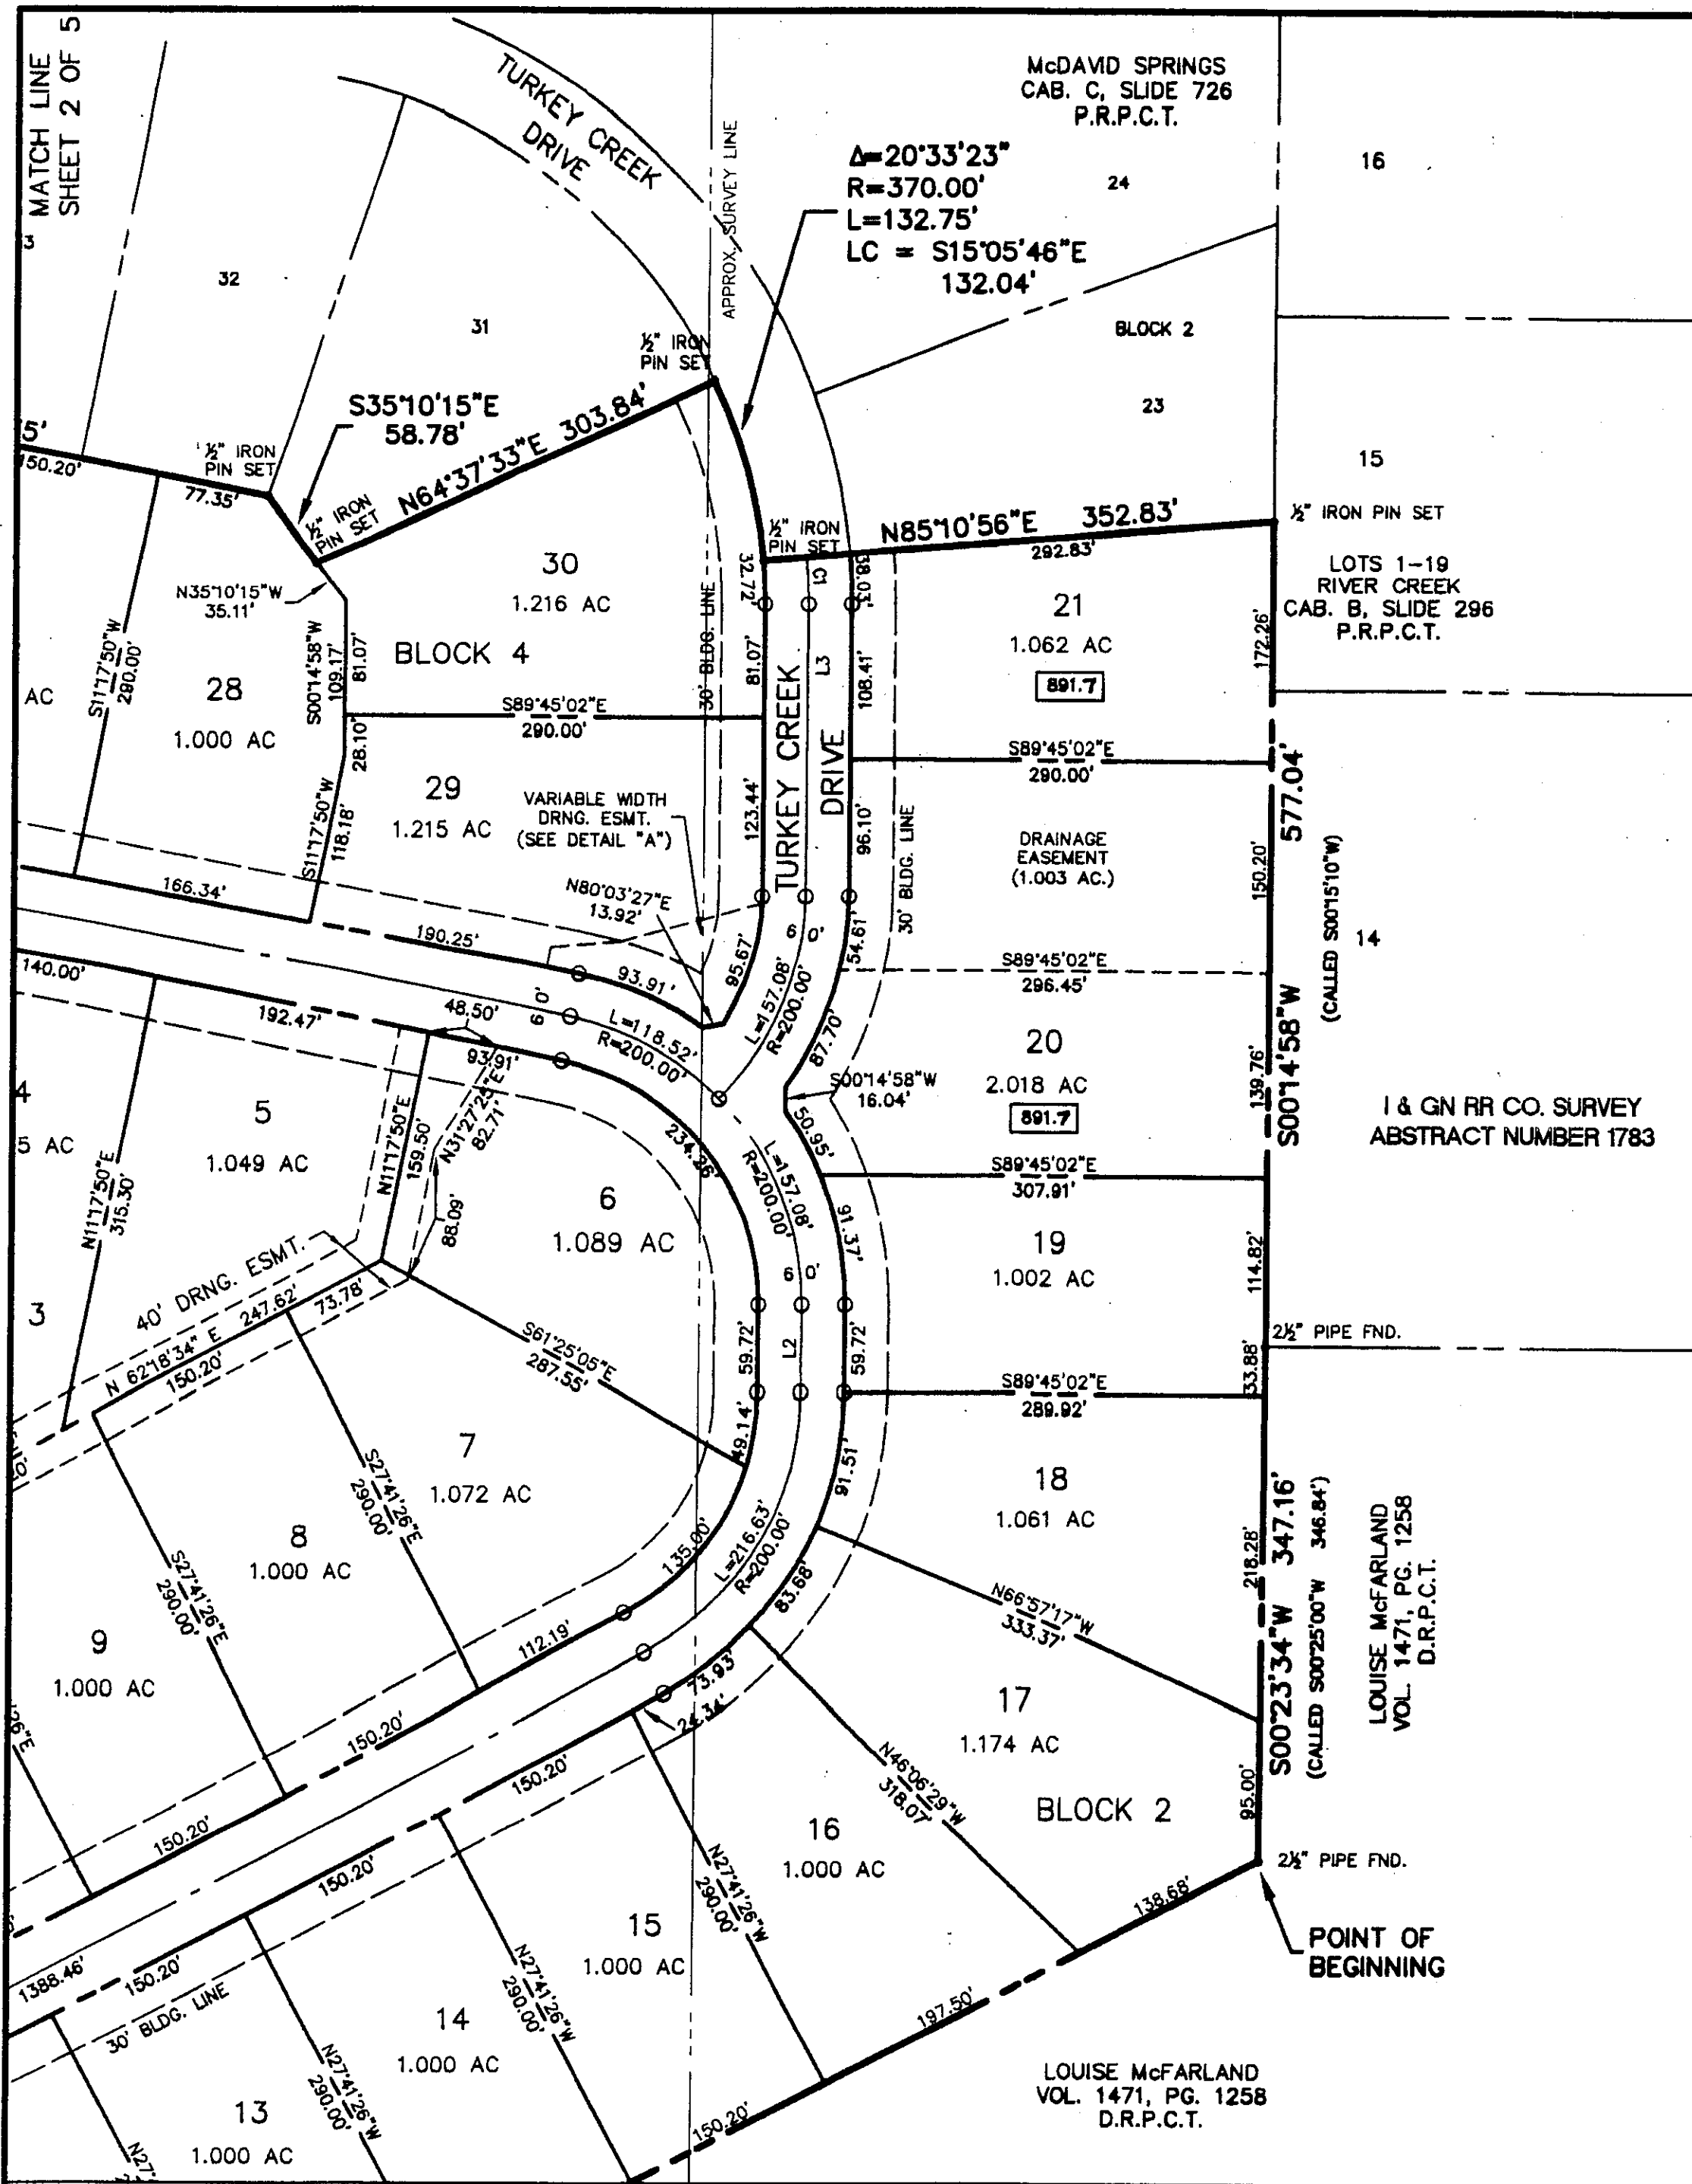 MATCH LINE
SHEET 2 OF 5
TURKEY CREEK
DRIVE
APPROX. SURVEY LINE
McDAVID SPRINGS
CAB. C, SLIDE 726
P.R.P.C.T.
Δ=20°33'23"
R=370.00'
L=132.75'
LC = S15°05'46"E
132.04'
24
16
3
32
31
BLOCK 2
23
15
½" IRON
PIN SET
S35°10'15"E
58.78'
N64°37'33"E 303.84'
5'
150.20'
77.35'
½" IRON
PIN SET
½" IRON
PIN SET
½" IRON
PIN SET
N85°10'56"E 352.83'
292.83'
½" IRON PIN SET
LOTS 1-19
RIVER CREEK
CAB. B, SLIDE 296
P.R.P.C.T.
N35°10'15"W
35.11'
30
1.216 AC
BLOCK 4
32.72'
C1
38.03'
21
1.062 AC
891.7
172.26'
S11°17'50"W
290.00'
AC
28
1.000 AC
S00°14'58"W
109.17'
81.07'
28.10'
30' BLDG. LINE
81.07'
L3
108.41'
S89°45'02"E
290.00'
TURKEY CREEK
DRIVE
S89°45'02"E
290.00'
577.04'
S00°14'58"W
(CALLED S00°15'10"W)
29
1.215 AC
S11°17'50"W
118.18'
VARIABLE WIDTH
DRNG. ESMT.
(SEE DETAIL "A")
123.44'
96.10'
30' BLDG. LINE
DRAINAGE
EASEMENT
(1.003 AC.)
150.20'
14
166.34'
190.25'
N80°03'27"E
13.92'
95.67'
60'
54.61'
S89°45'02"E
296.45'
93.91'
140.00'
192.47'
48.50'
60'
L=118.52'
R=200.00'
L=157.08'
R=200.00'
87.70'
20
2.018 AC
891.7
139.76'
S00°14'58"W
16.04'
I & GN RR CO. SURVEY
ABSTRACT NUMBER 1783
4
5 AC
5
1.049 AC
N11°17'50"E
315.30'
N11°17'50"E
159.50'
93.91'
N31°27'25"E
82.71'
88.09'
6
1.089 AC
234.26'
50.95'
L=157.08'
R=200.00'
91.37'
60'
S89°45'02"E
307.91'
19
1.002 AC
114.82'
3
40' DRNG. ESMT.
N 62°18'34" E 247.62'
73.78'
150.20'
S61°25'05"E
287.55'
59.72'
L2
59.72'
33.88'
2½" PIPE FND.
S89°45'02"E
289.92'
7
1.072 AC
49.14'
91.51'
18
1.061 AC
218.28'
S00°23'34"W 347.16'
(CALLED S00°25'00"W 346.84')
LOUISE McFARLAND
VOL. 1471, PG. 1258
D.R.P.C.T.
S27°41'26"E
290.00'
8
1.000 AC
S27°41'26"E
290.00'
135.00'
L=216.63'
R=200.00'
83.68'
N66°57'17"W
333.37'
9
1.000 AC
26"E
112.19'
73.93'
24.34'
17
1.174 AC
BLOCK 2
95.00'
150.20'
150.20'
150.20'
N46°06'29"W
318.07'
16
1.000 AC
2½" PIPE FND.
150.20'
138.68'
POINT OF
BEGINNING
N27°41'26"W
290.00'
15
1.000 AC
1388.46'
150.20'
30' BLDG. LINE
N27°41'26"W
290.00'
14
1.000 AC
197.50'
N27°41'26"W
290.00'
13
1.000 AC
150.20'
LOUISE McFARLAND
VOL. 1471, PG. 1258
D.R.P.C.T.